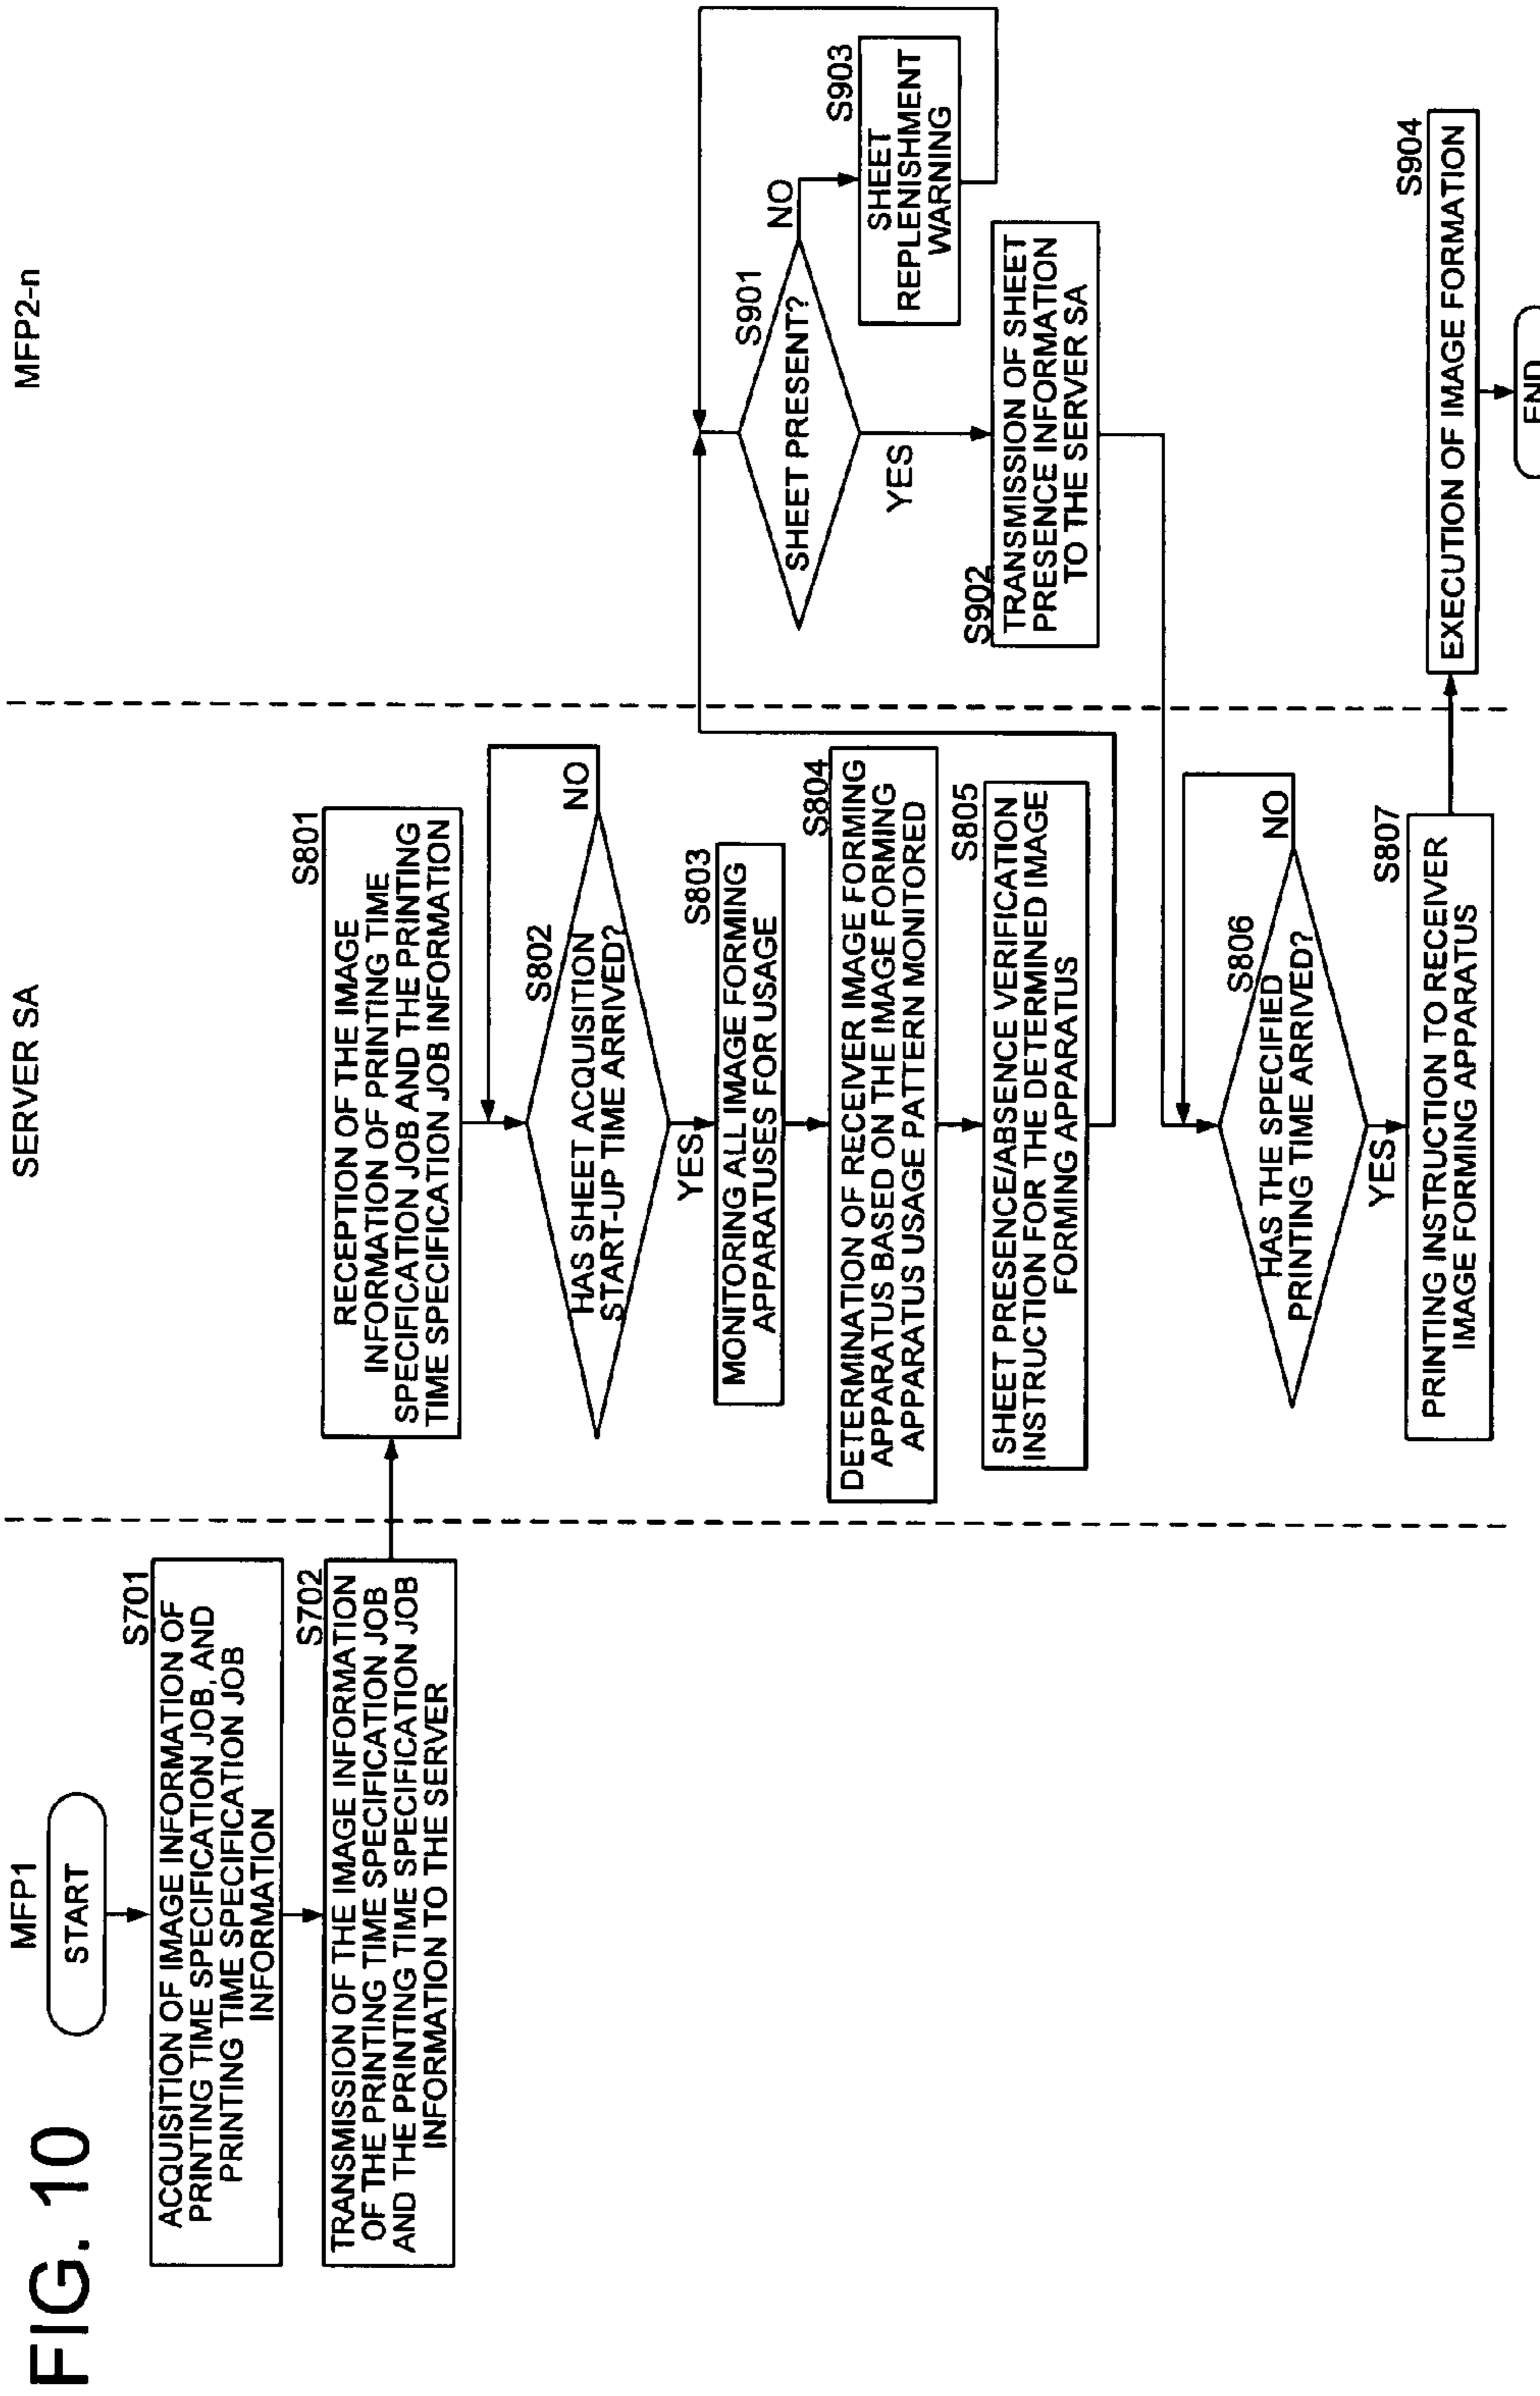 FIG. 10
MFP1
START
S701
ACQUISITION OF IMAGE INFORMATION OF
PRINTING TIME SPECIFICATION JOB, AND
PRINTING TIME SPECIFICATION JOB
INFORMATION
S702
TRANSMISSION OF THE IMAGE INFORMATION
OF THE PRINTING TIME SPECIFICATION JOB
AND THE PRINTING TIME SPECIFICATION JOB
INFORMATION TO THE SERVER
SERVER SA
S801
RECEPTION OF THE IMAGE
INFORMATION OF PRINTING TIME
SPECIFICATION JOB AND THE PRINTING
TIME SPECIFICATION JOB INFORMATION
S802
HAS SHEET ACQUISITION
START-UP TIME ARRIVED?
NO
YES
S803
MONITORING ALL IMAGE FORMING
APPARATUSES FOR USAGE
S804
DETERMINATION OF RECEIVER IMAGE FORMING
APPARATUS BASED ON THE IMAGE FORMING
APPARATUS USAGE PATTERN MONITORED
S805
SHEET PRESENCE/ABSENCE VERIFICATION
INSTRUCTION FOR THE DETERMINED IMAGE
FORMING APPARATUS
S806
HAS THE SPECIFIED
PRINTING TIME ARRIVED?
NO
YES
S807
PRINTING INSTRUCTION TO RECEIVER
IMAGE FORMING APPARATUS
MFP2-n
S901
SHEET PRESENT?
NO
YES
S903
SHEET
REPLENISHMENT
WARNING
S902
TRANSMISSION OF SHEET
PRESENCE INFORMATION
TO THE SERVER SA
S904
EXECUTION OF IMAGE FORMATION
END